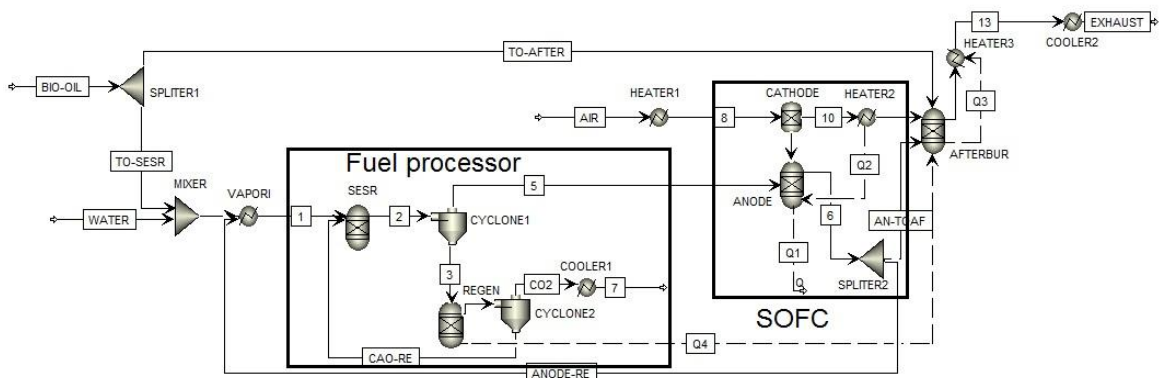 TO-AFTER
13
EXHAUST
HEATER3
COOLER2
BIO-OIL
SPLITER1
Q3
HEATER1
CATHODE
HEATER2
AIR
8
10
AFTERBUR
TO-SESR
Fuel processor
Q2
MIXER
VAPORI
SESR
5
ANODE
6
AN-TOAF
WATER
1
2
CYCLONE1
Q1
3
COOLER1
REGEN
CO2
7
Q
SPLITER2
CYCLONE2
SOFC
Q4
CAO-RE
ANODE-RE